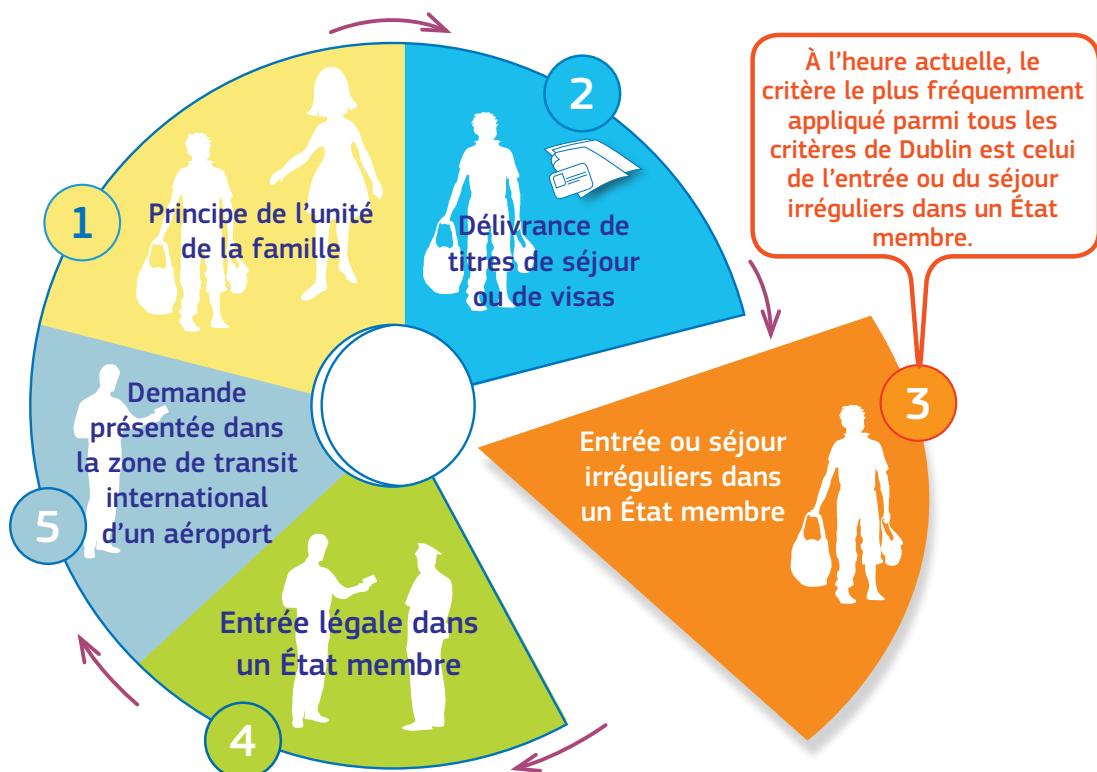 1
Principe de l’unité
de la famille
2
Délivrance de
titres de séjour
ou de visas
À l’heure actuelle, le
critère le plus fréquemment
appliqué parmi tous les
critères de Dublin est celui
de l’entrée ou du séjour
irréguliers dans un État
membre.
3
Entrée ou séjour
irréguliers dans
un État membre
4
Entrée légale dans
un État membre
5
Demande
présentée dans
la zone de transit
international
d’un aéroport